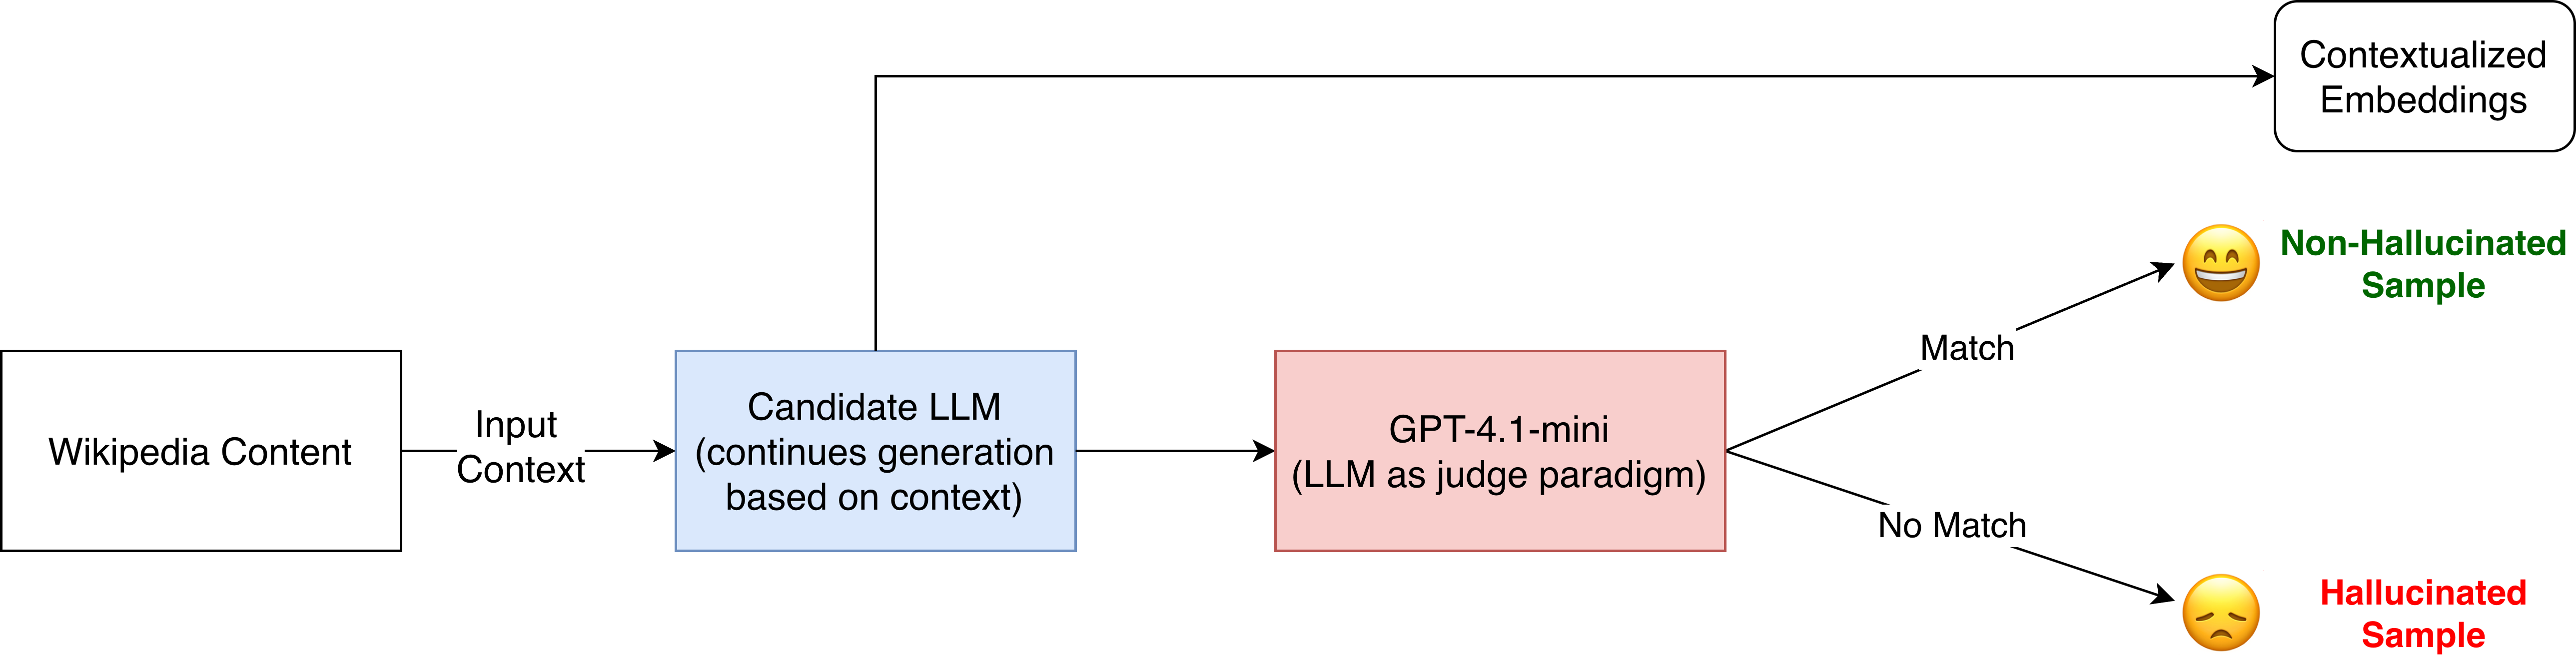 Contextualized
Embeddings
Non-Hallucinated
Sample
Match
Wikipedia Content
Input
Context
Candidate LLM
(continues generation
based on context)
GPT-4.1-mini
(LLM as judge paradigm)
No Match
Hallucinated
Sample